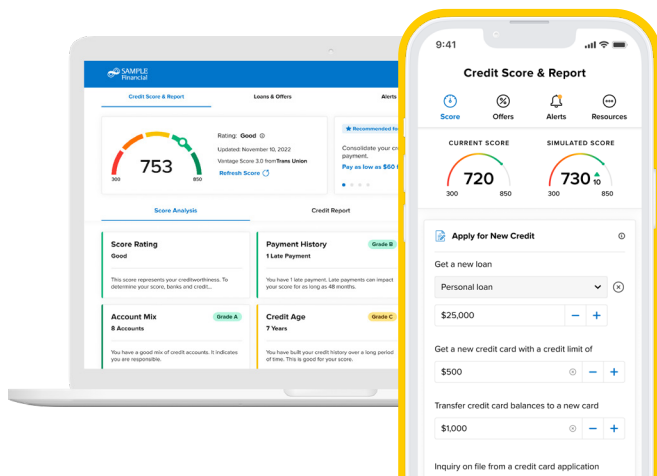 SAMPLE
Financial
Credit Score & Report
Loans & Offers
Alerts
Rating: Good
Updated: November 10, 2022
Vantage Score 3.0 from Trans Union
Refresh Score
753
300
850
Recommended fo
Consolidate your cre
payment.
Pay as low as $60
Score Analysis
Credit Report
Score Rating
Good
This score represents your creditworthiness. To
determine your score, banks and credit...
Payment History
Grade B
1 Late Payment
You have 1 late payment. Late payments can impact
your score for as long as 48 months.
Account Mix
Grade A
8 Accounts
You have a good mix of credit accounts. It indicates
you are responsible.
Credit Age
Grade C
7 Years
You have built your credit history over a long period
of time. This is good for your score.
9:41
Credit Score & Report
Score
Offers
Alerts
Resources
CURRENT SCORE
SIMULATED SCORE
720
730 10
300
850
300
850
Apply for New Credit
Get a new loan
Personal loan
$25,000
Get a new credit card with a credit limit of
$500
Transfer credit card balances to a new card
$1,000
Inquiry on file from a credit card application